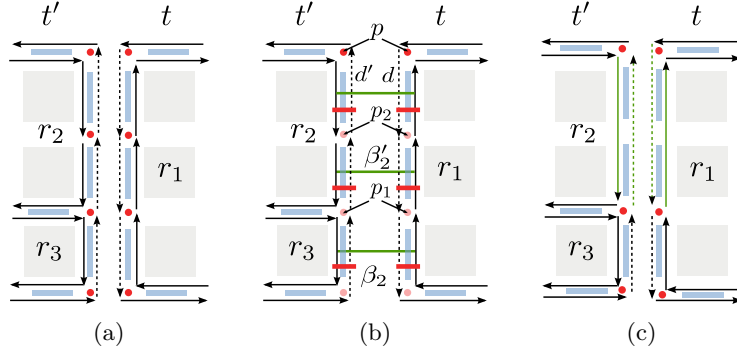 t′ t t′ p t t′ t
d′ d
r₂ r₂ p₂ r₂
r₁ β′₂ r₁ r₁
p₁
r₃ r₃ r₃
β₂
(a) (b) (c)